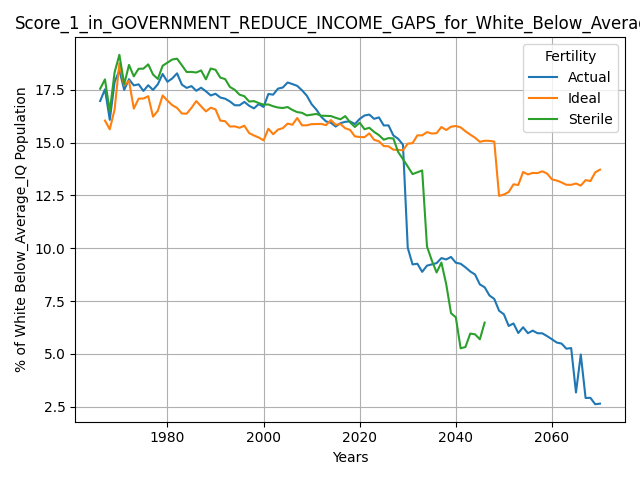 Score_1_in_GOVERNMENT_REDUCE_INCOME_GAPS_for_White_Below_Avera
Fertility
Actual
Ideal
Sterile
% of White Below_Average_IQ Population
17.5
15.0
12.5
10.0
7.5
5.0
2.5
1980 2000 2020 2040 2060
Years